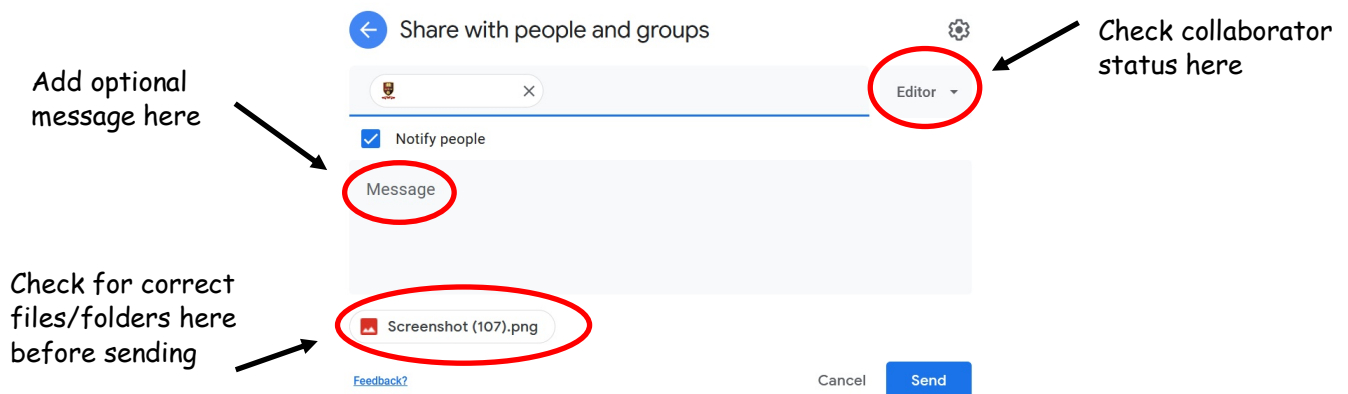 Share with people and groups
Check collaborator
status here
Add optional
message here
Editor
Notify people
Message
Check for correct
files/folders here
before sending
Screenshot (107).png
Feedback?
Cancel
Send